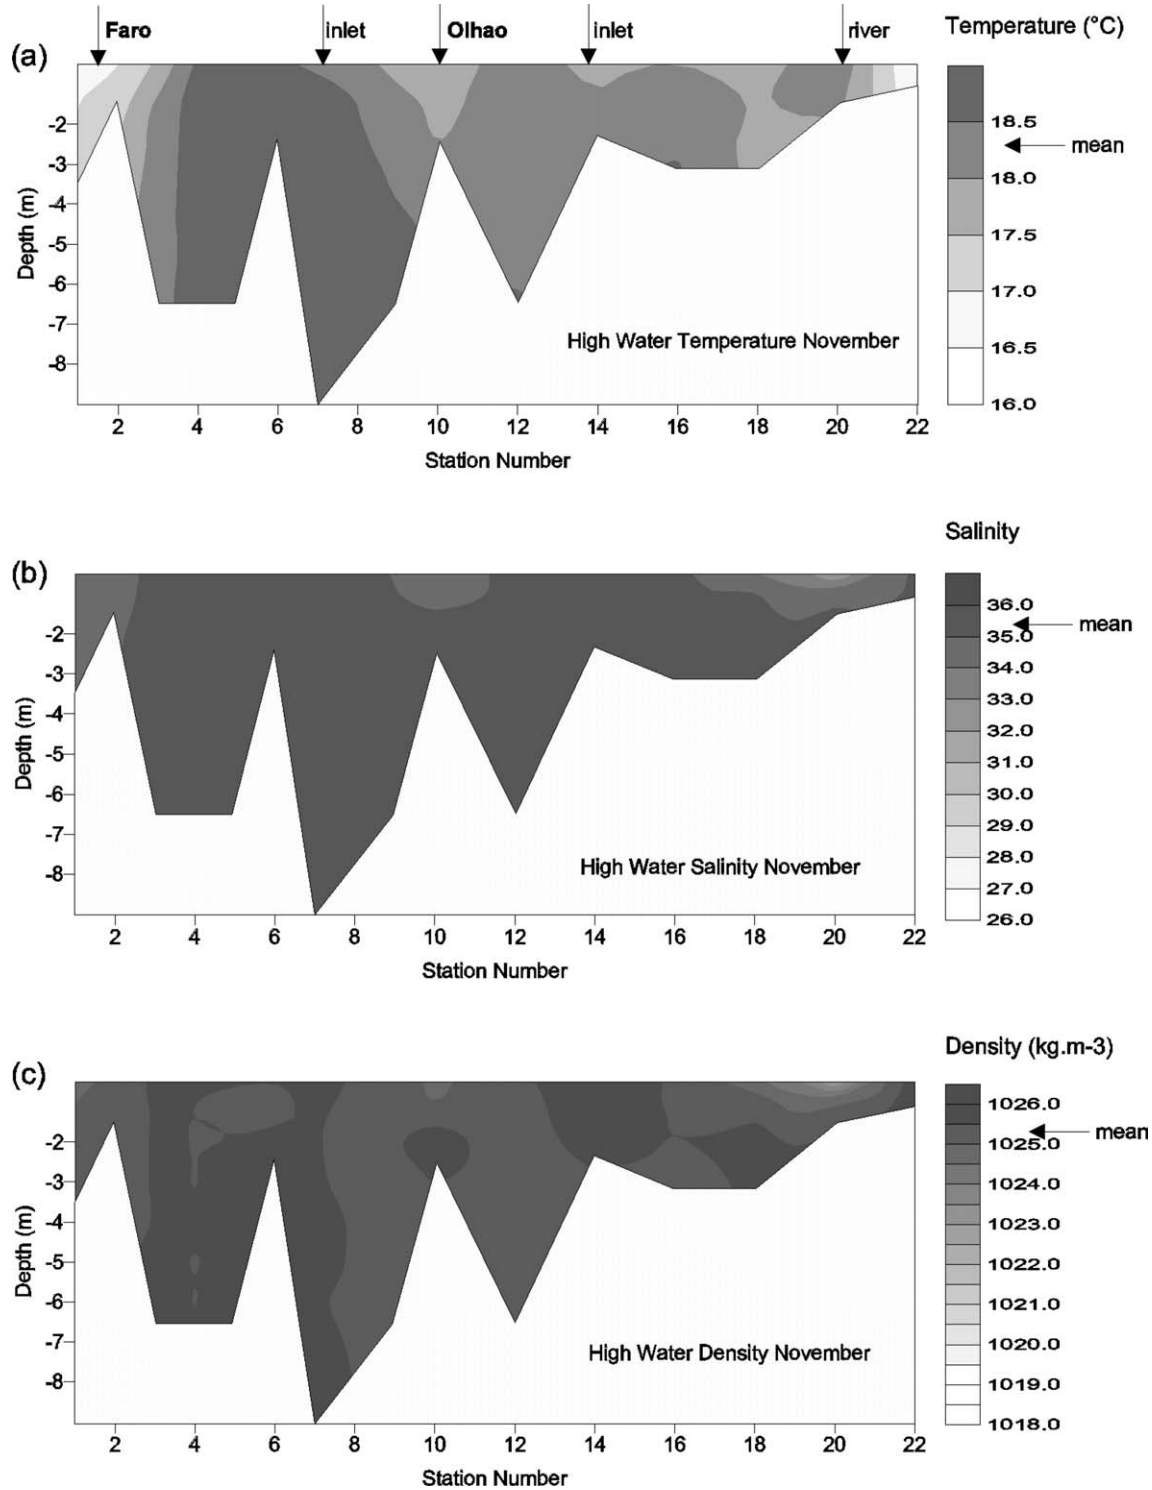 Faro inlet Olhao inlet river Temperature (°C)
(a)
-2
-3
-4
-5
-6
-7
-8
Depth (m)
18.5
mean
18.0
17.5
17.0
16.5
16.0
High Water Temperature November
2 4 6 8 10 12 14 16 18 20 22
Station Number
Salinity
(b)
-2
-3
-4
-5
-6
-7
-8
Depth (m)
36.0
mean
35.0
34.0
33.0
32.0
31.0
30.0
29.0
28.0
27.0
26.0
High Water Salinity November
2 4 6 8 10 12 14 16 18 20 22
Station Number
Density (kg.m-3)
(c)
-2
-3
-4
-5
-6
-7
-8
Depth (m)
1026.0
mean
1025.0
1024.0
1023.0
1022.0
1021.0
1020.0
1019.0
1018.0
High Water Density November
2 4 6 8 10 12 14 16 18 20 22
Station Number